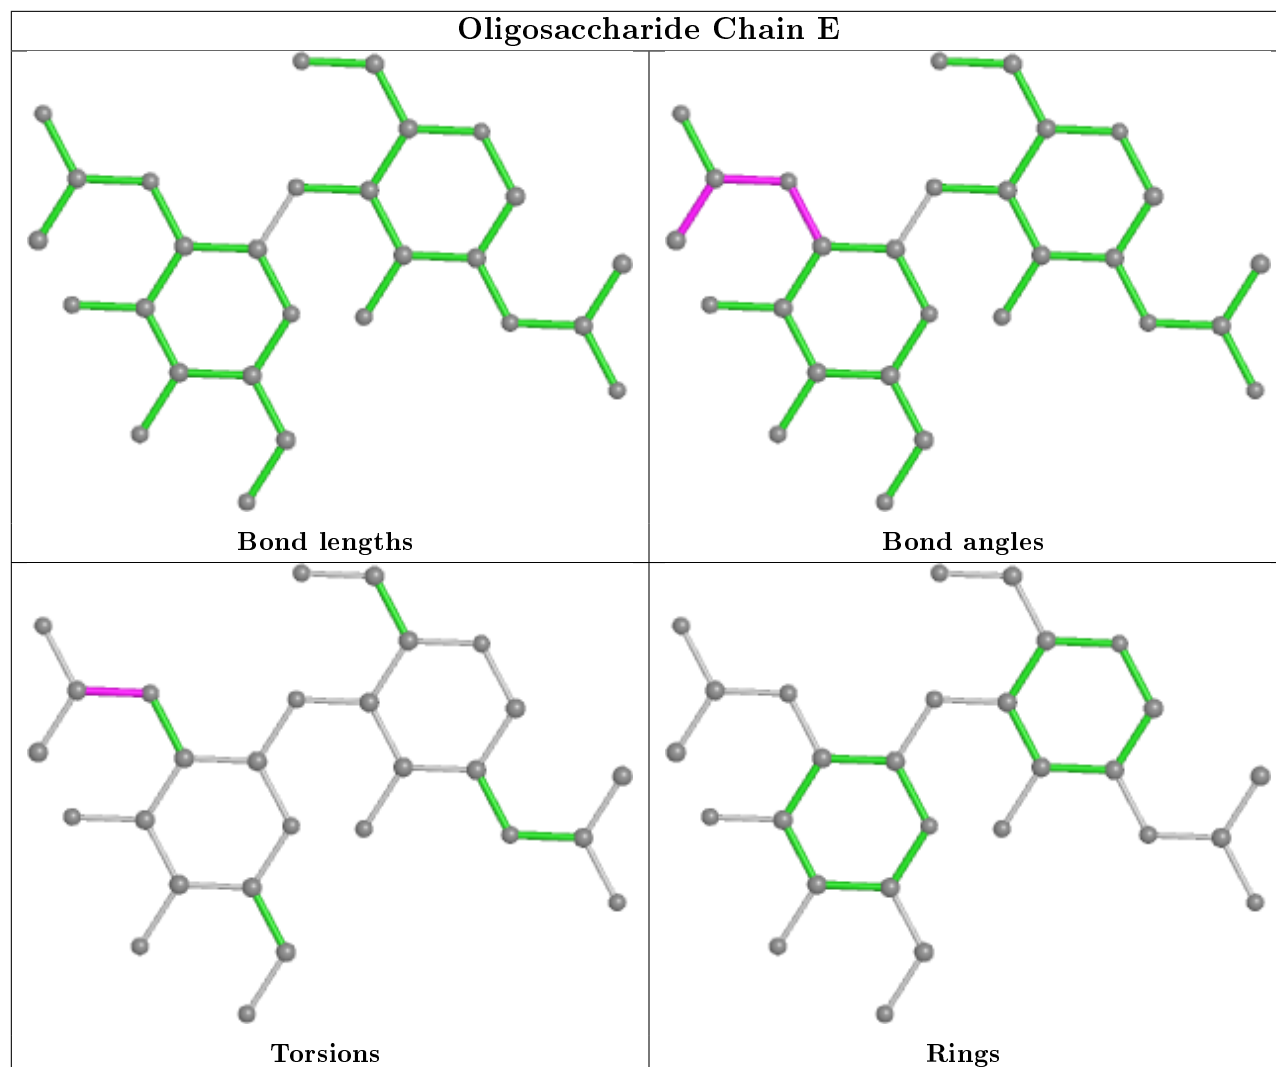 Oligosaccharide Chain E
Bond lengths
Bond angles
Torsions
Rings